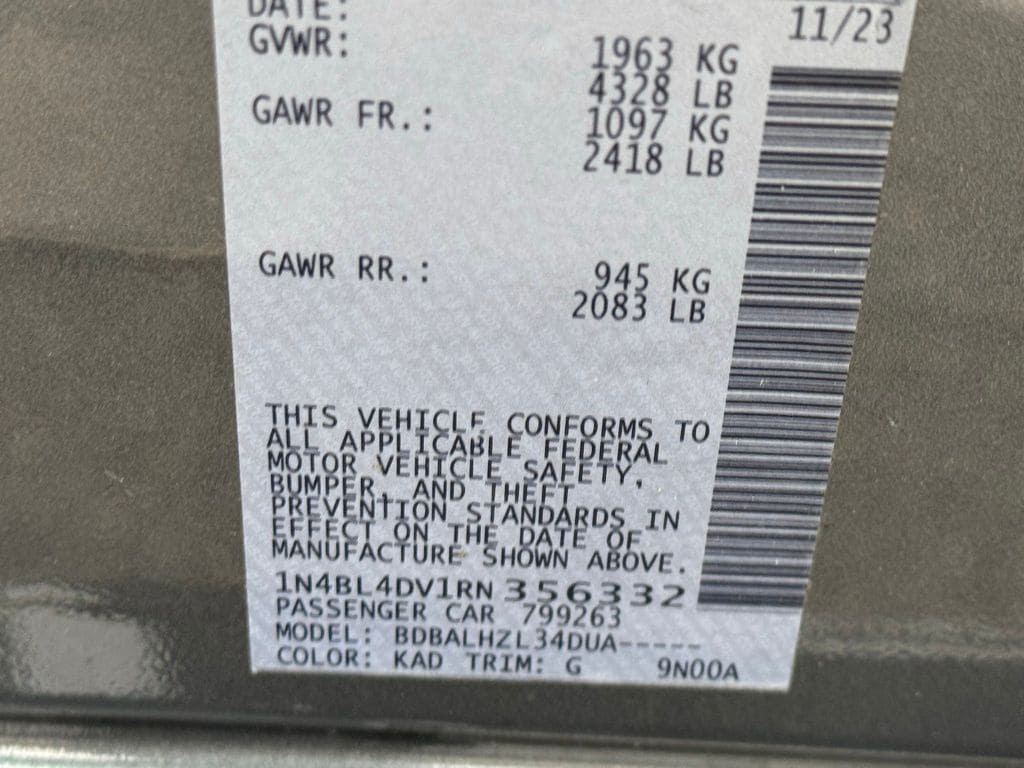 DATE: 11/23
GVWR: 1963 KG
4328 LB
GAWR FR.: 1097 KG
2418 LB
GAWR RR.: 945 KG
2083 LB
THIS VEHICLE CONFORMS TO
ALL APPLICABLE FEDERAL
MOTOR VEHICLE SAFETY,
BUMPER, AND THEFT
PREVENTION STANDARDS IN
EFFECT ON THE DATE OF
MANUFACTURE SHOWN ABOVE.
1N4BL4DV1RN356332
PASSENGER CAR 799263
MODEL: BDBALHZL34DUA-----
COLOR: KAD TRIM: G 9N00A